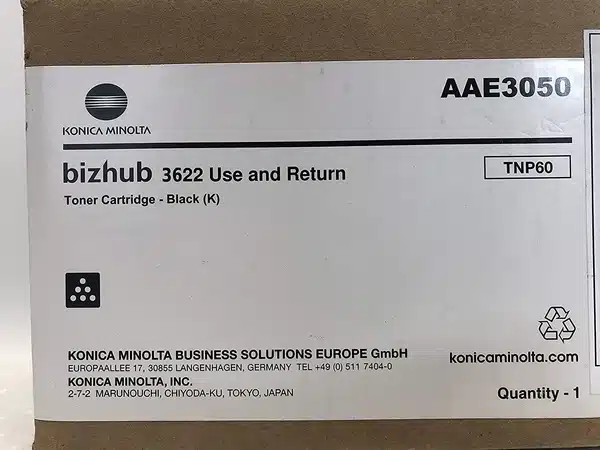 AAE3050
KONICA MINOLTA
bizhub 3622 Use and Return
TNP60
Toner Cartridge - Black (K)
KONICA MINOLTA BUSINESS SOLUTIONS EUROPE GmbH
EUROPAALLEE 17, 30855 LANGENHAGEN, GERMANY TEL +49 (0) 511 7404-0
konicaminolta.com
KONICA MINOLTA, INC.
2-7-2 MARUNOUCHI, CHIYODA-KU, TOKYO, JAPAN
Quantity - 1